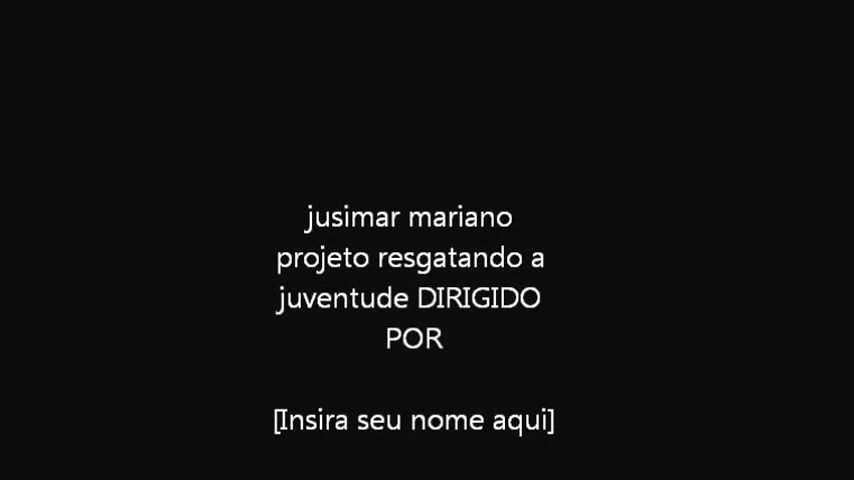 jusimar mariano
projeto resgatando a
juventude DIRIGIDO
POR
[Insira seu nome aqui]